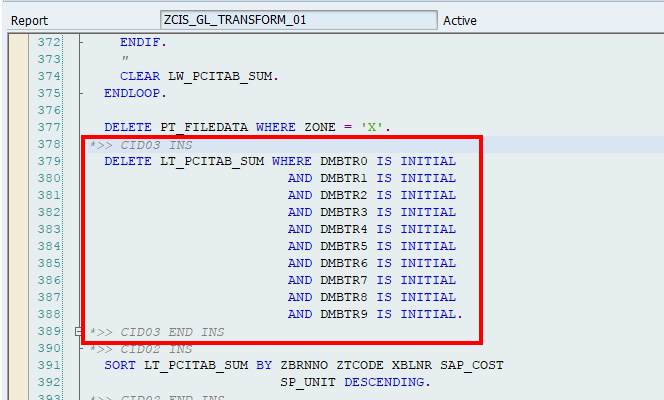 Report ZCIS_GL_TRANSFORM_01 Active
372 ENDIF.
373 "
374 CLEAR LW_PCITAB_SUM.
375 ENDLOOP.
376
377 DELETE PT_FILEDATA WHERE ZONE = 'X'.
378 *>> CID03 INS
379 DELETE LT_PCITAB_SUM WHERE DMBTR0 IS INITIAL
380 AND DMBTR1 IS INITIAL
381 AND DMBTR2 IS INITIAL
382 AND DMBTR3 IS INITIAL
383 AND DMBTR4 IS INITIAL
384 AND DMBTR5 IS INITIAL
385 AND DMBTR6 IS INITIAL
386 AND DMBTR7 IS INITIAL
387 AND DMBTR8 IS INITIAL
388 AND DMBTR9 IS INITIAL.
389 *>> CID03 END INS
390 *>> CID02 INS
391 SORT LT_PCITAB_SUM BY ZBRNNO ZTCODE XBLNR SAP_COST
392 SP_UNIT DESCENDING.
393 *>> CID02 END INS